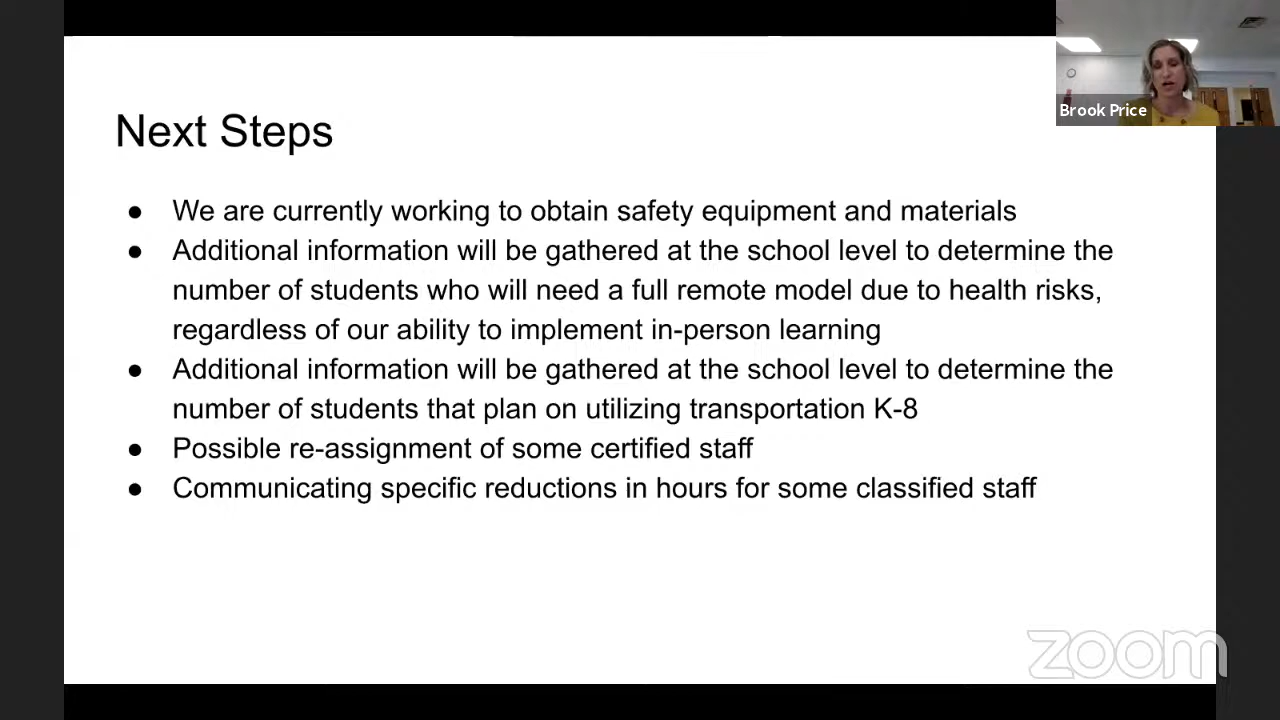 Brook Price
Next Steps
● We are currently working to obtain safety equipment and materials
● Additional information will be gathered at the school level to determine the
number of students who will need a full remote model due to health risks,
regardless of our ability to implement in-person learning
● Additional information will be gathered at the school level to determine the
number of students that plan on utilizing transportation K-8
● Possible re-assignment of some certified staff
● Communicating specific reductions in hours for some classified staff
zoom